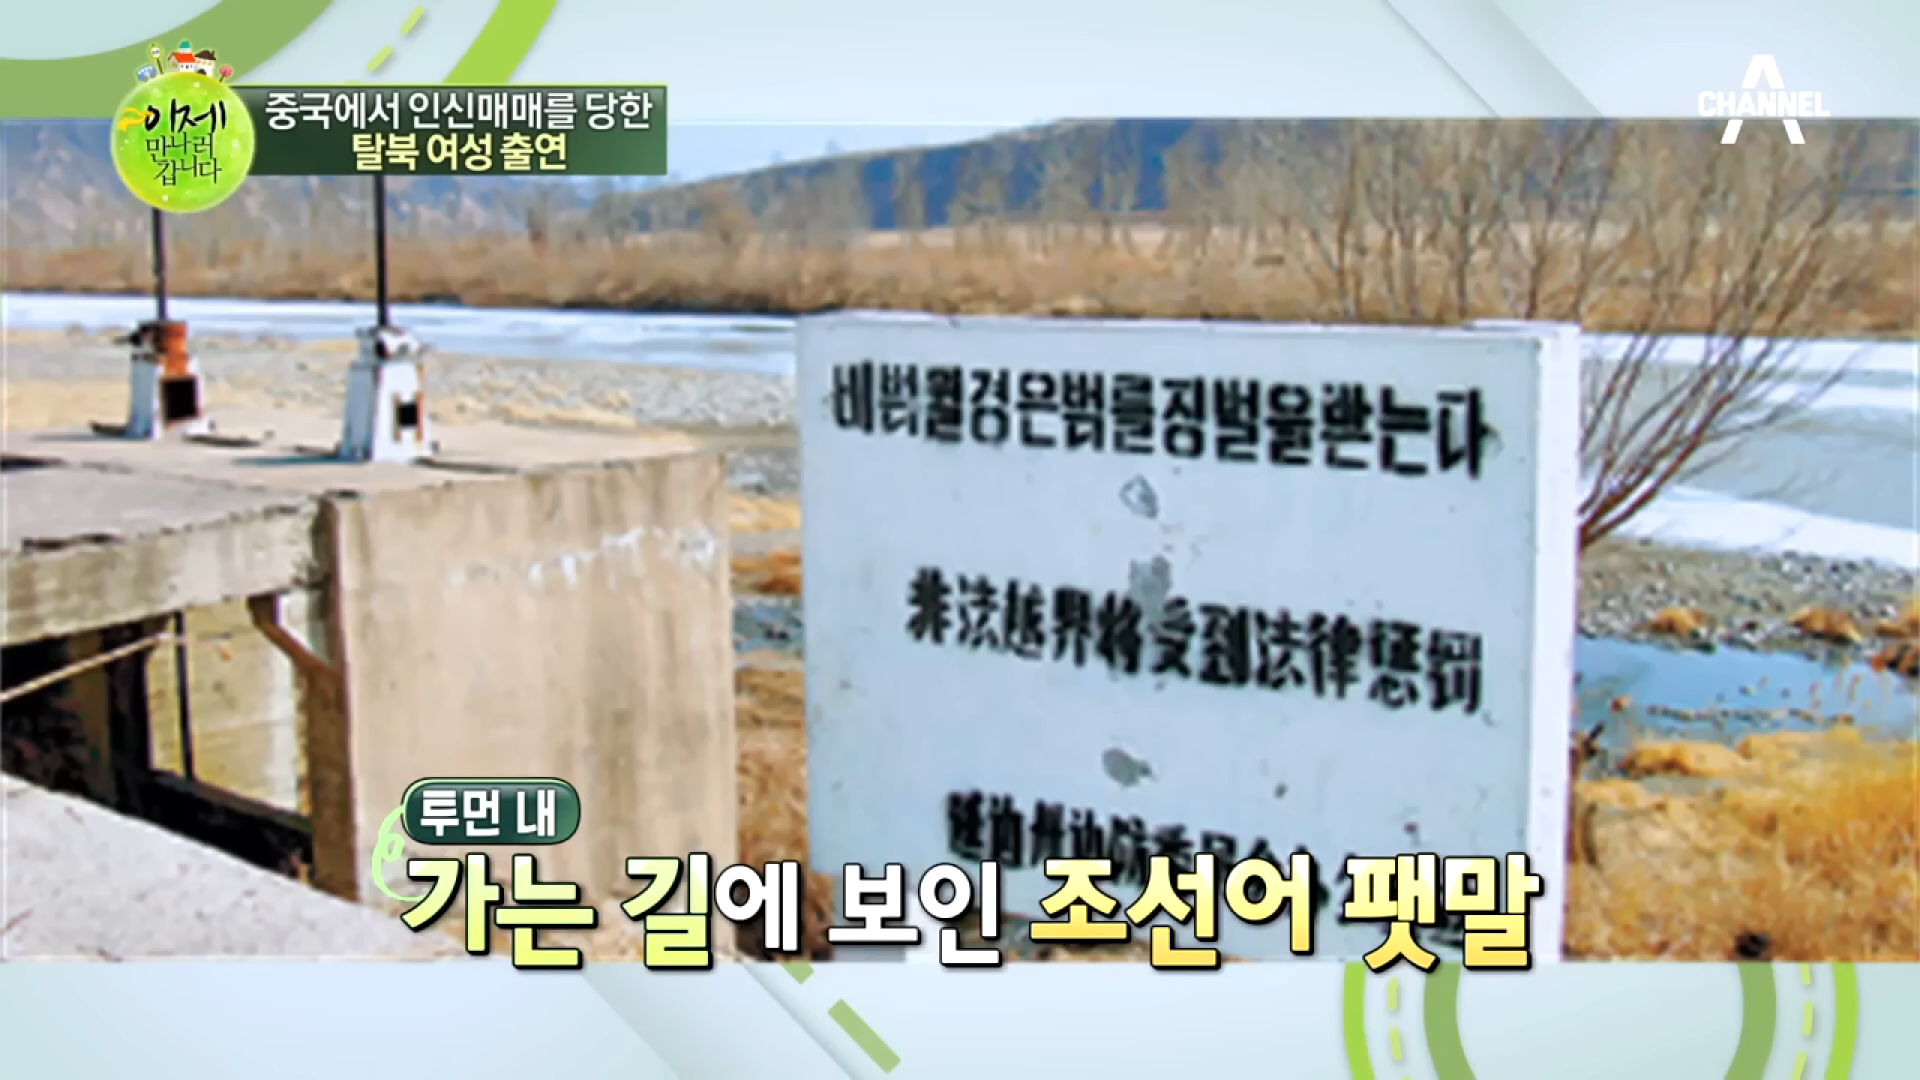 이제
만나러
갑니다
중국에서 인신매매를 당한
탈북 여성 출연
CHANNEL A
비법월경은범률징벌을받는다
非法越界将受到法律惩罚
투먼 내
가는 길에 보인 조선어 팻말